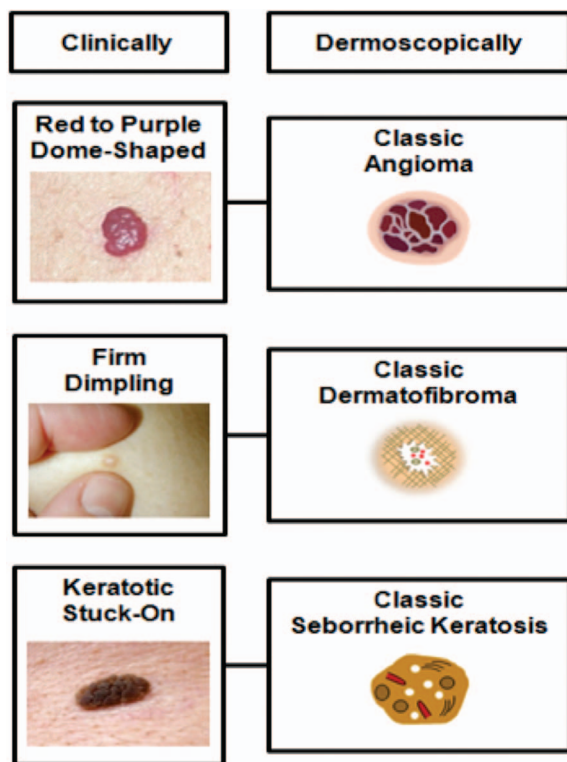 Clinically
Dermoscopically
Red to Purple
Dome-Shaped
Classic
Angioma
Firm
Dimpling
Classic
Dermatofibroma
Keratotic
Stuck-On
Classic
Seborrheic Keratosis